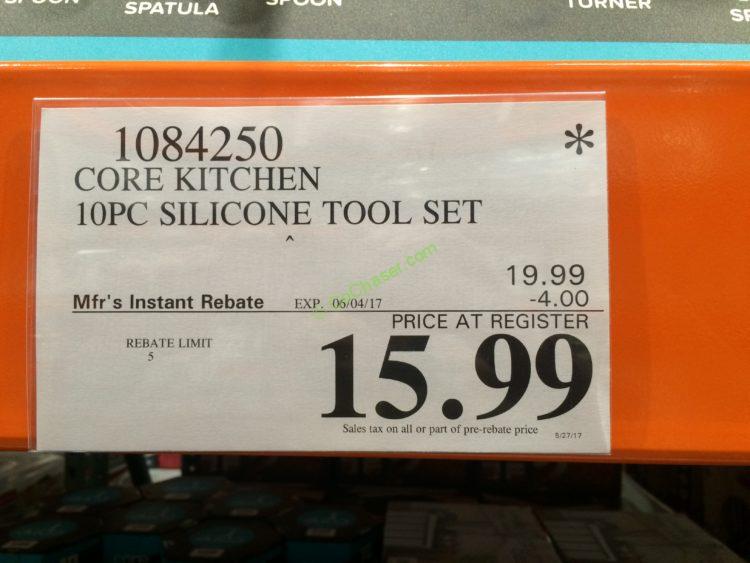 SPOON
SPATULA
SPOON
TURNER
1084250
*
CORE KITCHEN
10PC SILICONE TOOL SET
^
19.99
Mfr's Instant Rebate EXP. 06/04/17 -4.00
PRICE AT REGISTER
REBATE LIMIT
5
15.99
Sales tax on all or part of pre-rebate price 5/27/17